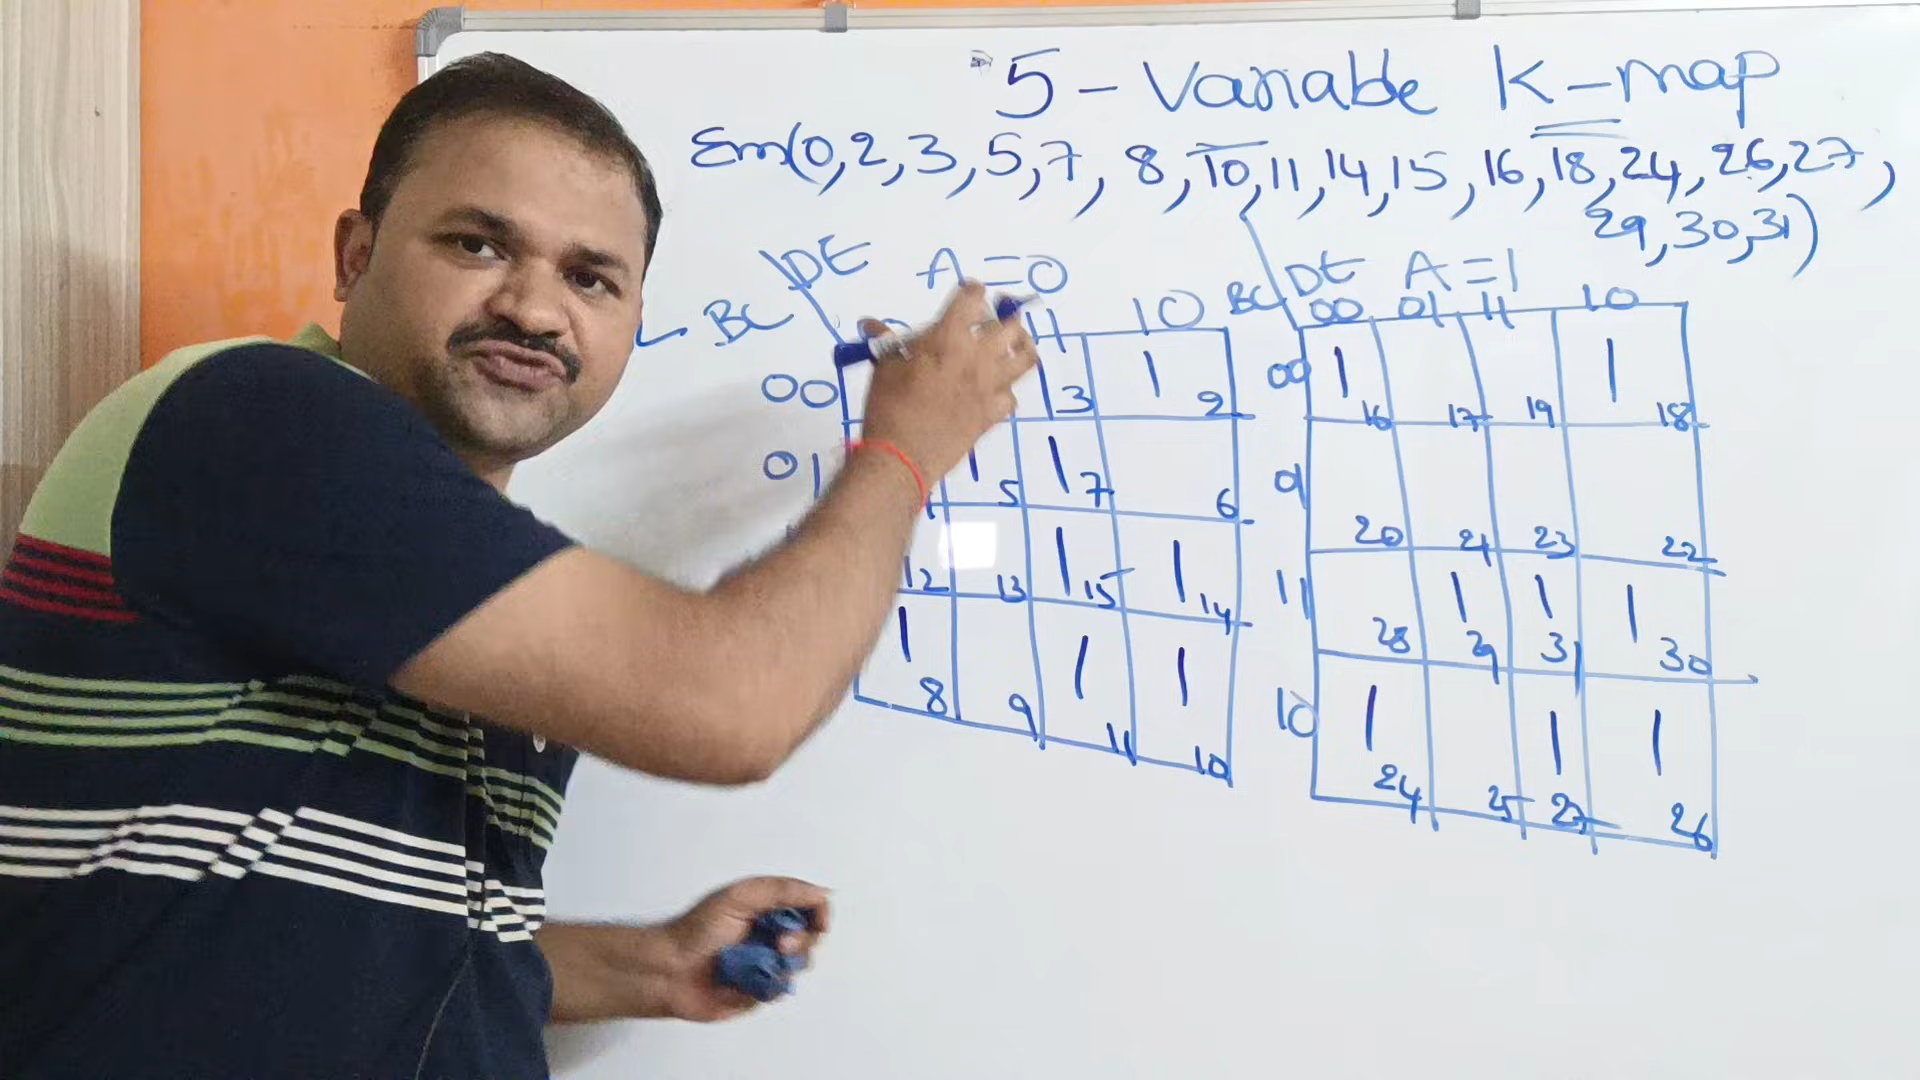 5 - Variable K-map
Σm(0,2,3,5,7,8,10,11,14,15,16,18,24,26,27,
29,30,31)
DE A=0
BC
11 10
00 1 3 1 2
01 1 5 1 7 6
12 13 1 15 1 14
1 8 9 1 11 1 10
DE A=1
BC 00 01 11 10
00 1 16 17 19 1 18
01 20 21 23 22
11 28 1 29 1 31 1 30
10 1 24 25 1 27 1 26